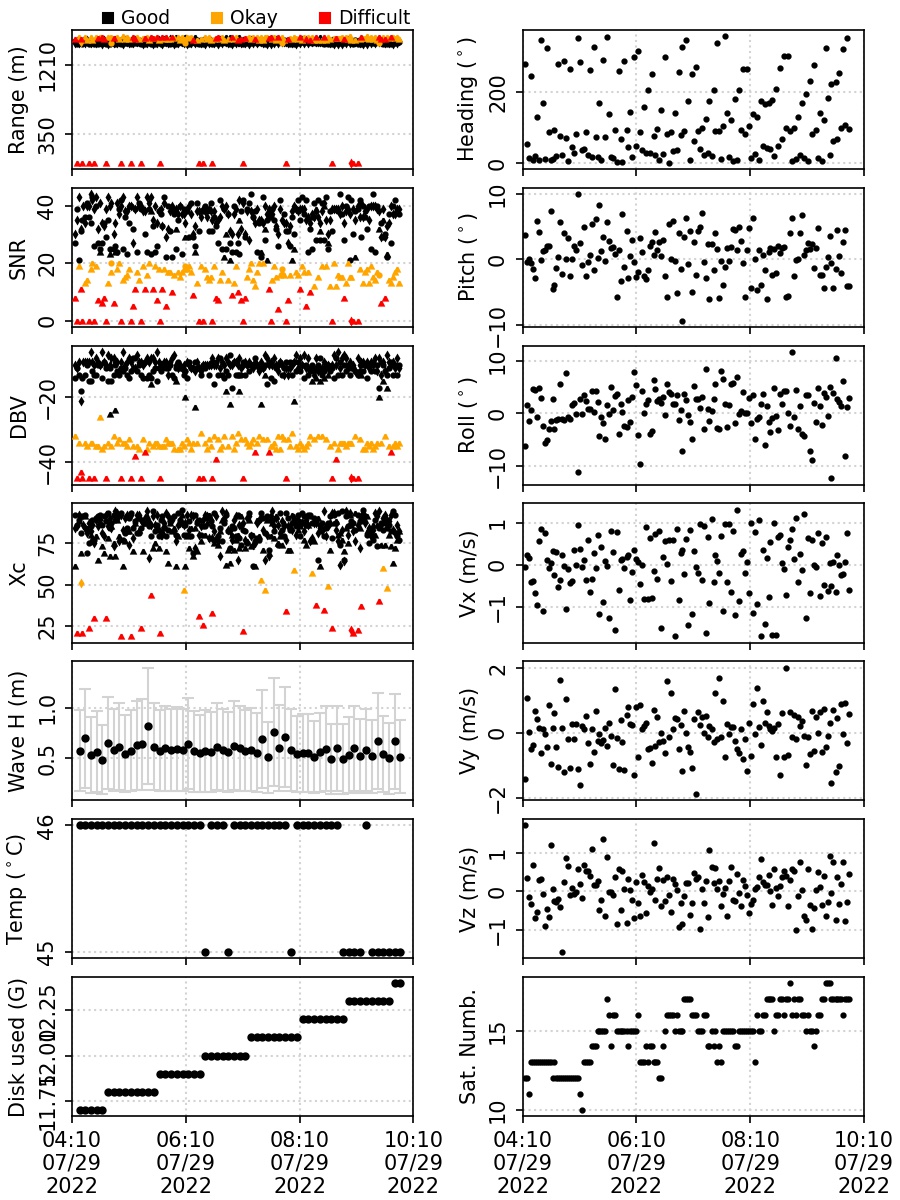 Good Okay Difficult
Range (m)
1210
350
Heading (°)
200
0
SNR
40
20
0
Pitch (°)
10
0
−10
DBV
−20
−40
Roll (°)
10
0
−10
Xc
75
50
25
Vx (m/s)
1
0
−1
Wave H (m)
1.0
0.5
Vy (m/s)
2
0
−2
Temp (°C)
46
45
Vz (m/s)
1
0
−1
Disk used (G)
12.25
12.00
11.75
Sat. Numb.
15
10
04:10 06:10 08:10 10:10
07/29 07/29 07/29 07/29
2022 2022 2022 2022
04:10 06:10 08:10 10:10
07/29 07/29 07/29 07/29
2022 2022 2022 2022